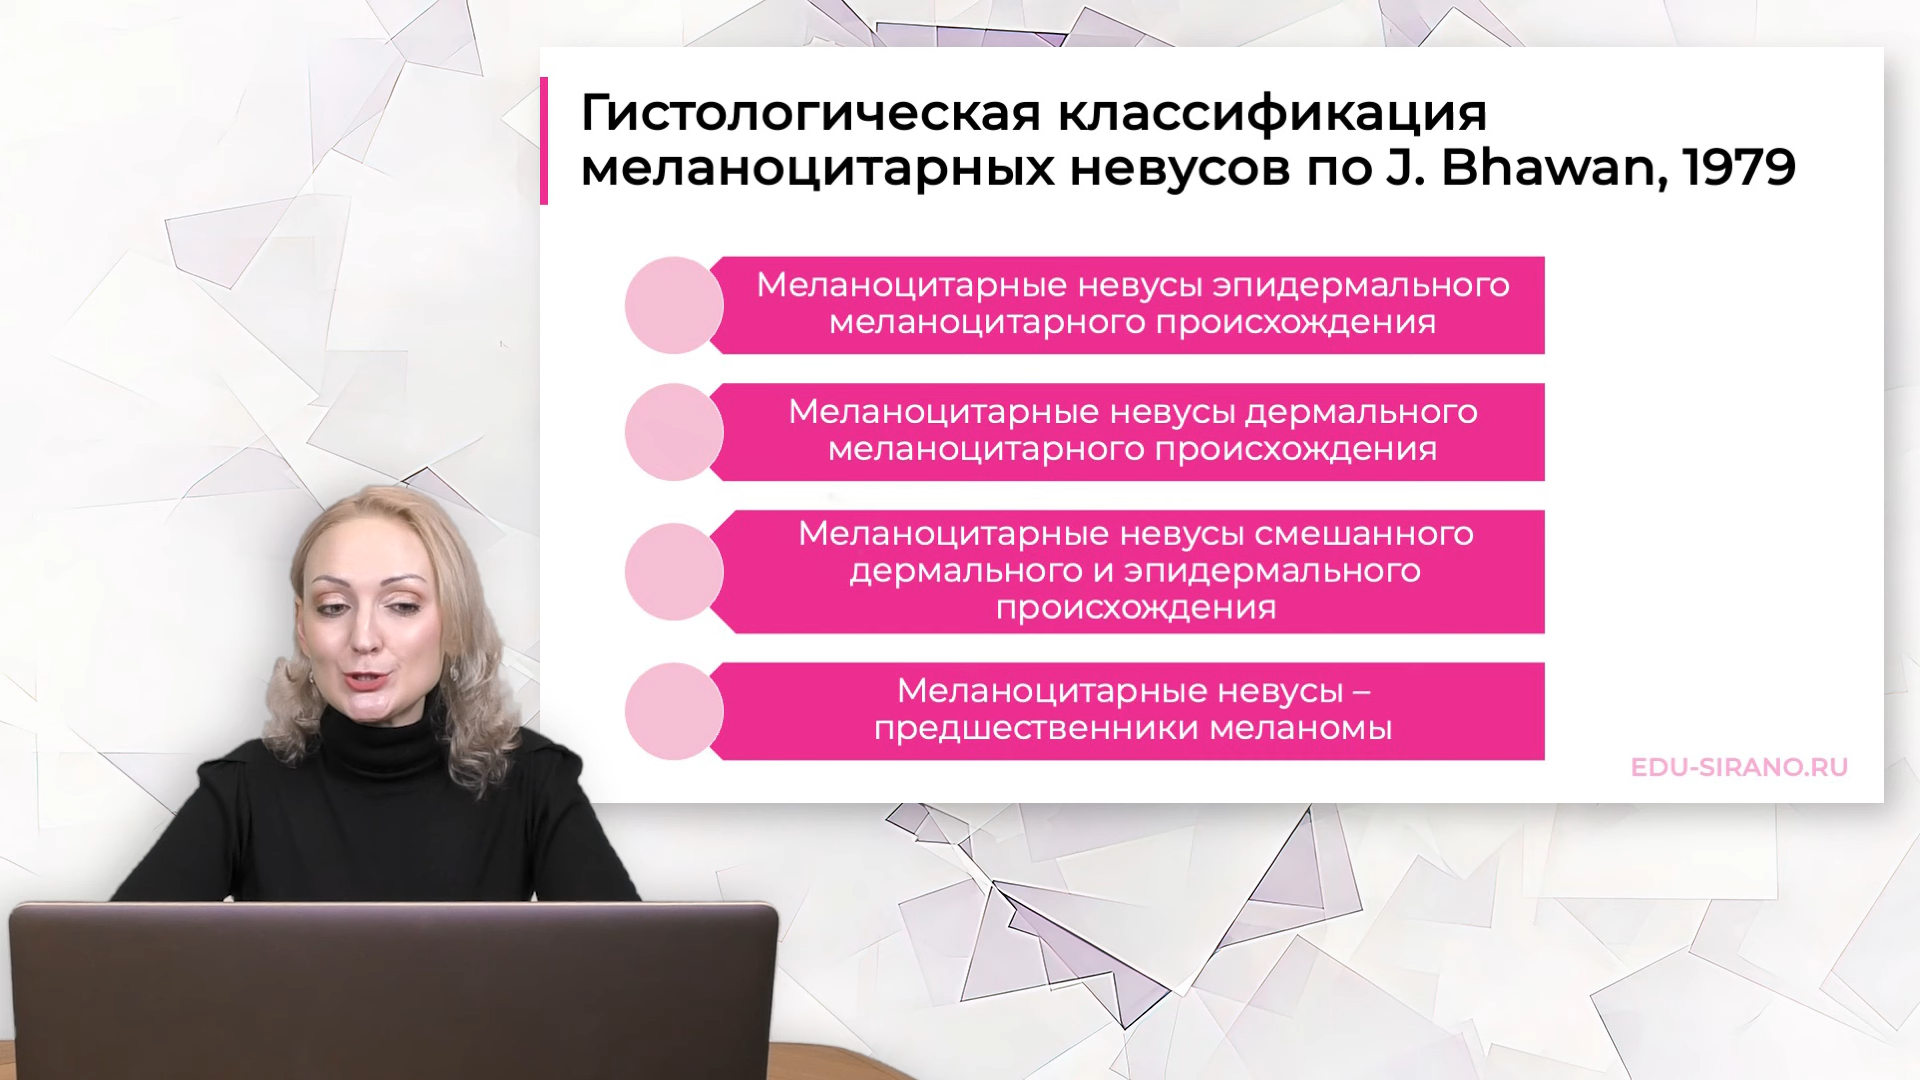 Гистологическая классификация
меланоцитарных невусов по J. Bhawan, 1979
Меланоцитарные невусы эпидермального
меланоцитарного происхождения
Меланоцитарные невусы дермального
меланоцитарного происхождения
Меланоцитарные невусы смешанного
дермального и эпидермального
происхождения
Меланоцитарные невусы –
предшественники меланомы
EDU-SIRANO.RU